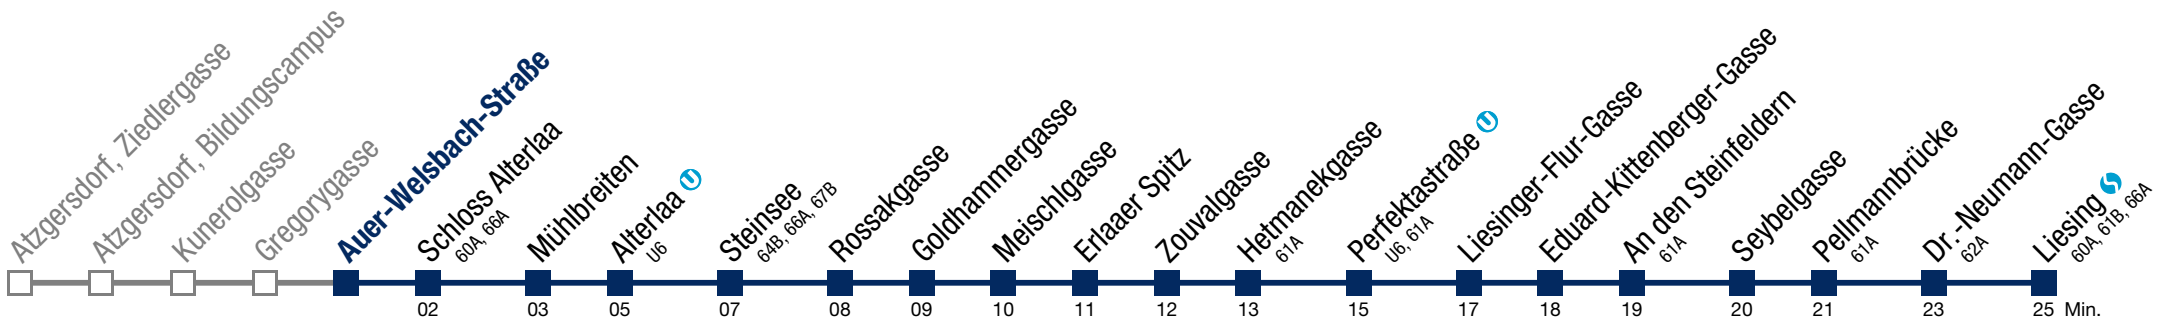 Atzgersdorf, Ziedlergasse
Atzgersdorf, Bildungscampus
Kunerolgasse
Gregorygasse
Auer-Welsbach-Straße
Schloss Alterlaa
60A, 66A
02
Mühlbreiten
03
Alterlaa U
U6
05
Steinsee
64B, 66A, 67B
07
Rossakgasse
08
Goldhammergasse
09
Meischlgasse
10
Erlaaer Spitz
11
Zouvalgasse
12
Hetmanekgasse
61A
13
Perfektastraße U
U6, 61A
15
Liesinger-Flur-Gasse
17
Eduard-Kittenberger-Gasse
18
An den Steinfeldern
61A
19
Seybelgasse
20
Pellmannbrücke
61A
21
Dr.-Neumann-Gasse
62A
23
Liesing
60A, 61B, 66A
25 Min.